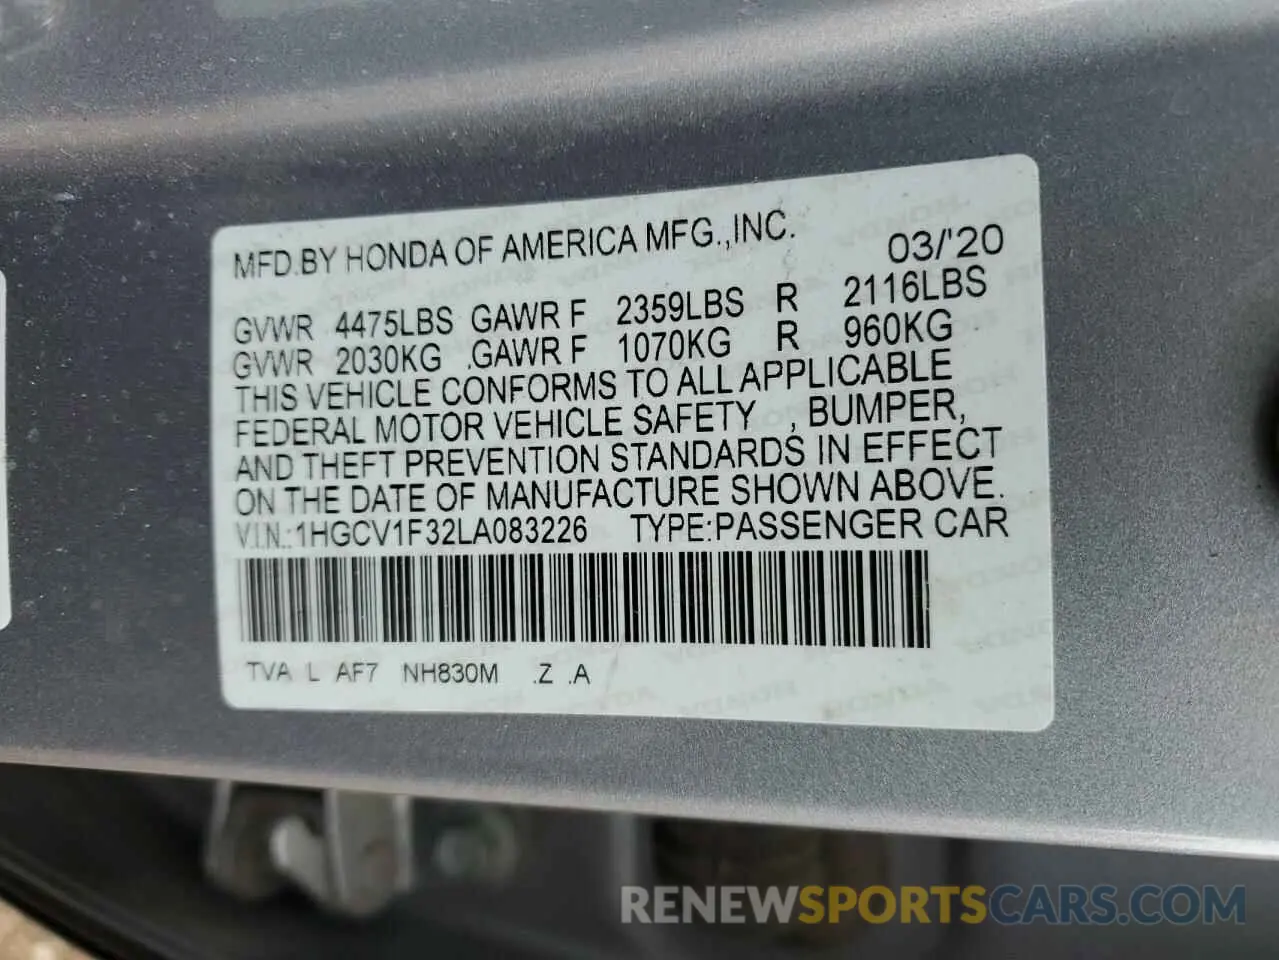 MFD.BY HONDA OF AMERICA MFG.,INC. 03/'20
GVWR 4475LBS GAWR F 2359LBS R 2116LBS
GVWR 2030KG GAWR F 1070KG R 960KG
THIS VEHICLE CONFORMS TO ALL APPLICABLE
FEDERAL MOTOR VEHICLE SAFETY , BUMPER,
AND THEFT PREVENTION STANDARDS IN EFFECT
ON THE DATE OF MANUFACTURE SHOWN ABOVE.
V.I.N.:1HGCV1F32LA083226 TYPE:PASSENGER CAR
TVA L AF7 NH830M .Z .A
RENEWSPORTSCARS.COM